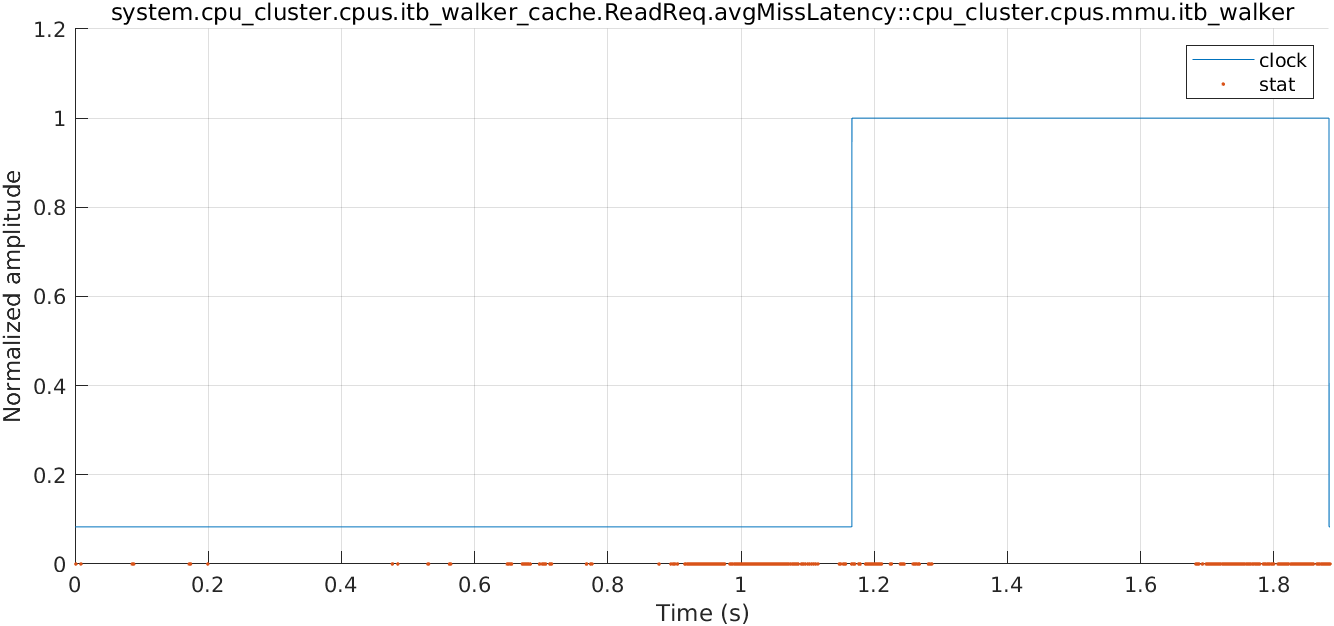 system.cpu_cluster.cpus.itb_walker_cache.ReadReq.avgMissLatency::cpu_cluster.cpus.mmu.itb_walker
1.2
1
0.8
0.6
0.4
0.2
0
Normalized amplitude
clock
stat
0 0.2 0.4 0.6 0.8 1 1.2 1.4 1.6 1.8
Time (s)